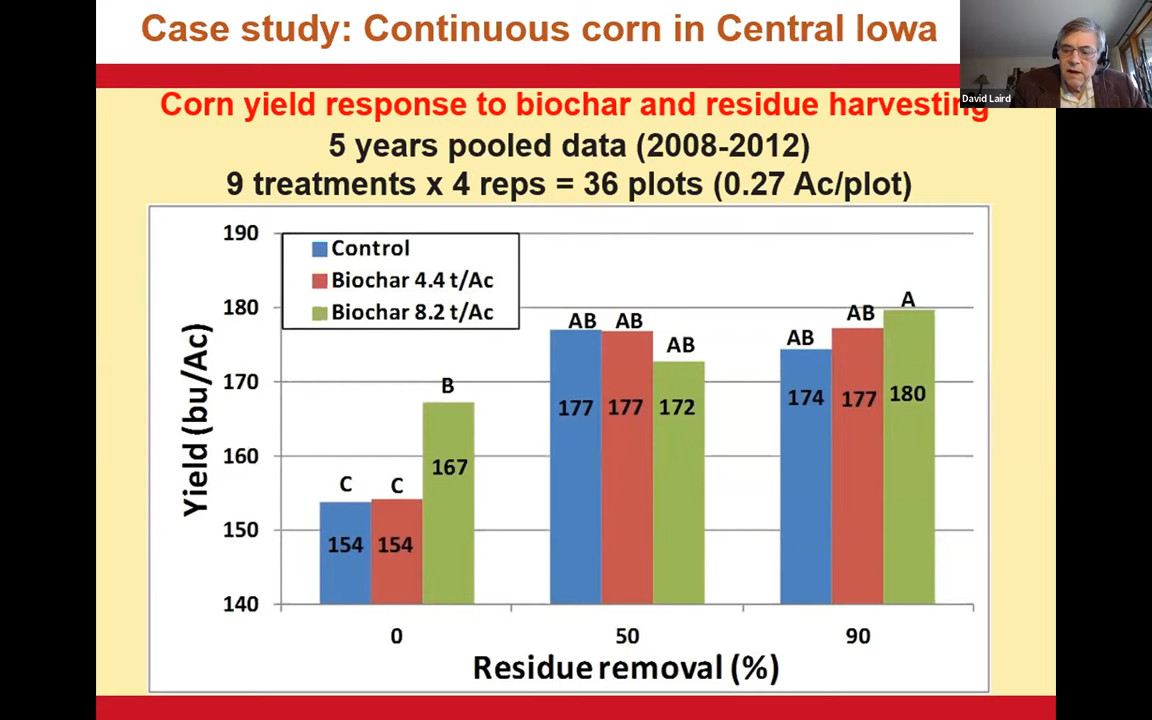 Case study: Continuous corn in Central Iowa
David Laird
Corn yield response to biochar and residue harvesting
5 years pooled data (2008-2012)
9 treatments x 4 reps = 36 plots (0.27 Ac/plot)
Yield (bu/Ac)
190
180
170
160
150
140
Control
Biochar 4.4 t/Ac
Biochar 8.2 t/Ac
C C B
154 154 167
AB AB AB
177 177 172
AB AB A
174 177 180
0 50 90
Residue removal (%)